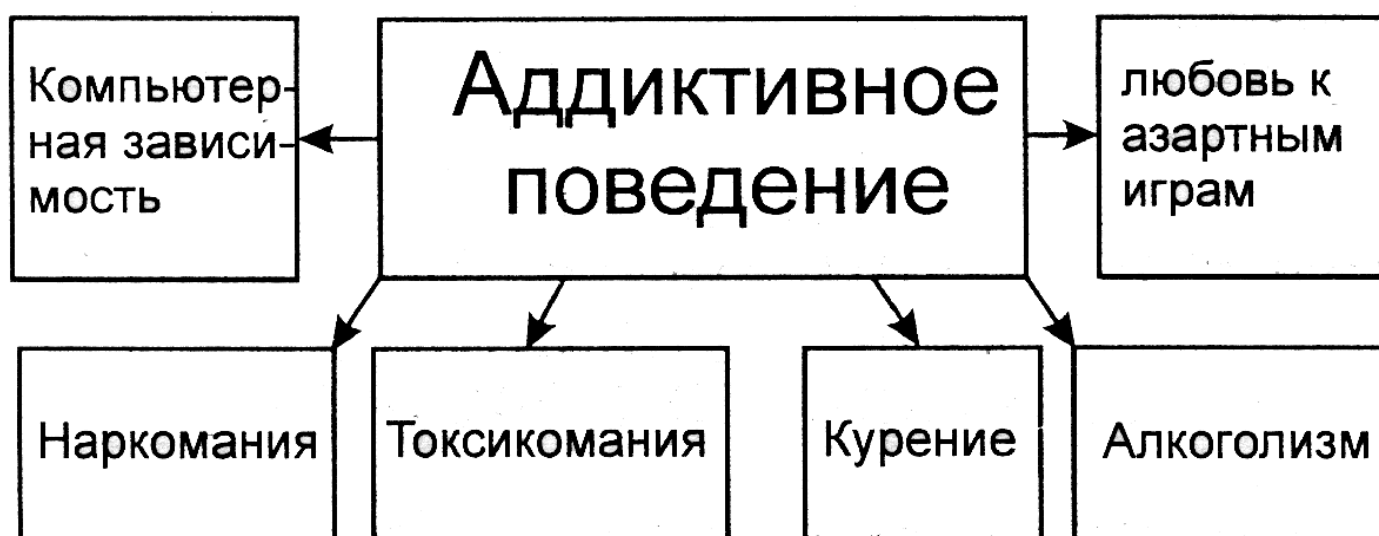 Компьютер-
ная зависи-
мость
Аддиктивное
поведение
любовь к
азартным
играм
Наркомания
Токсикомания
Курение
Алкоголизм